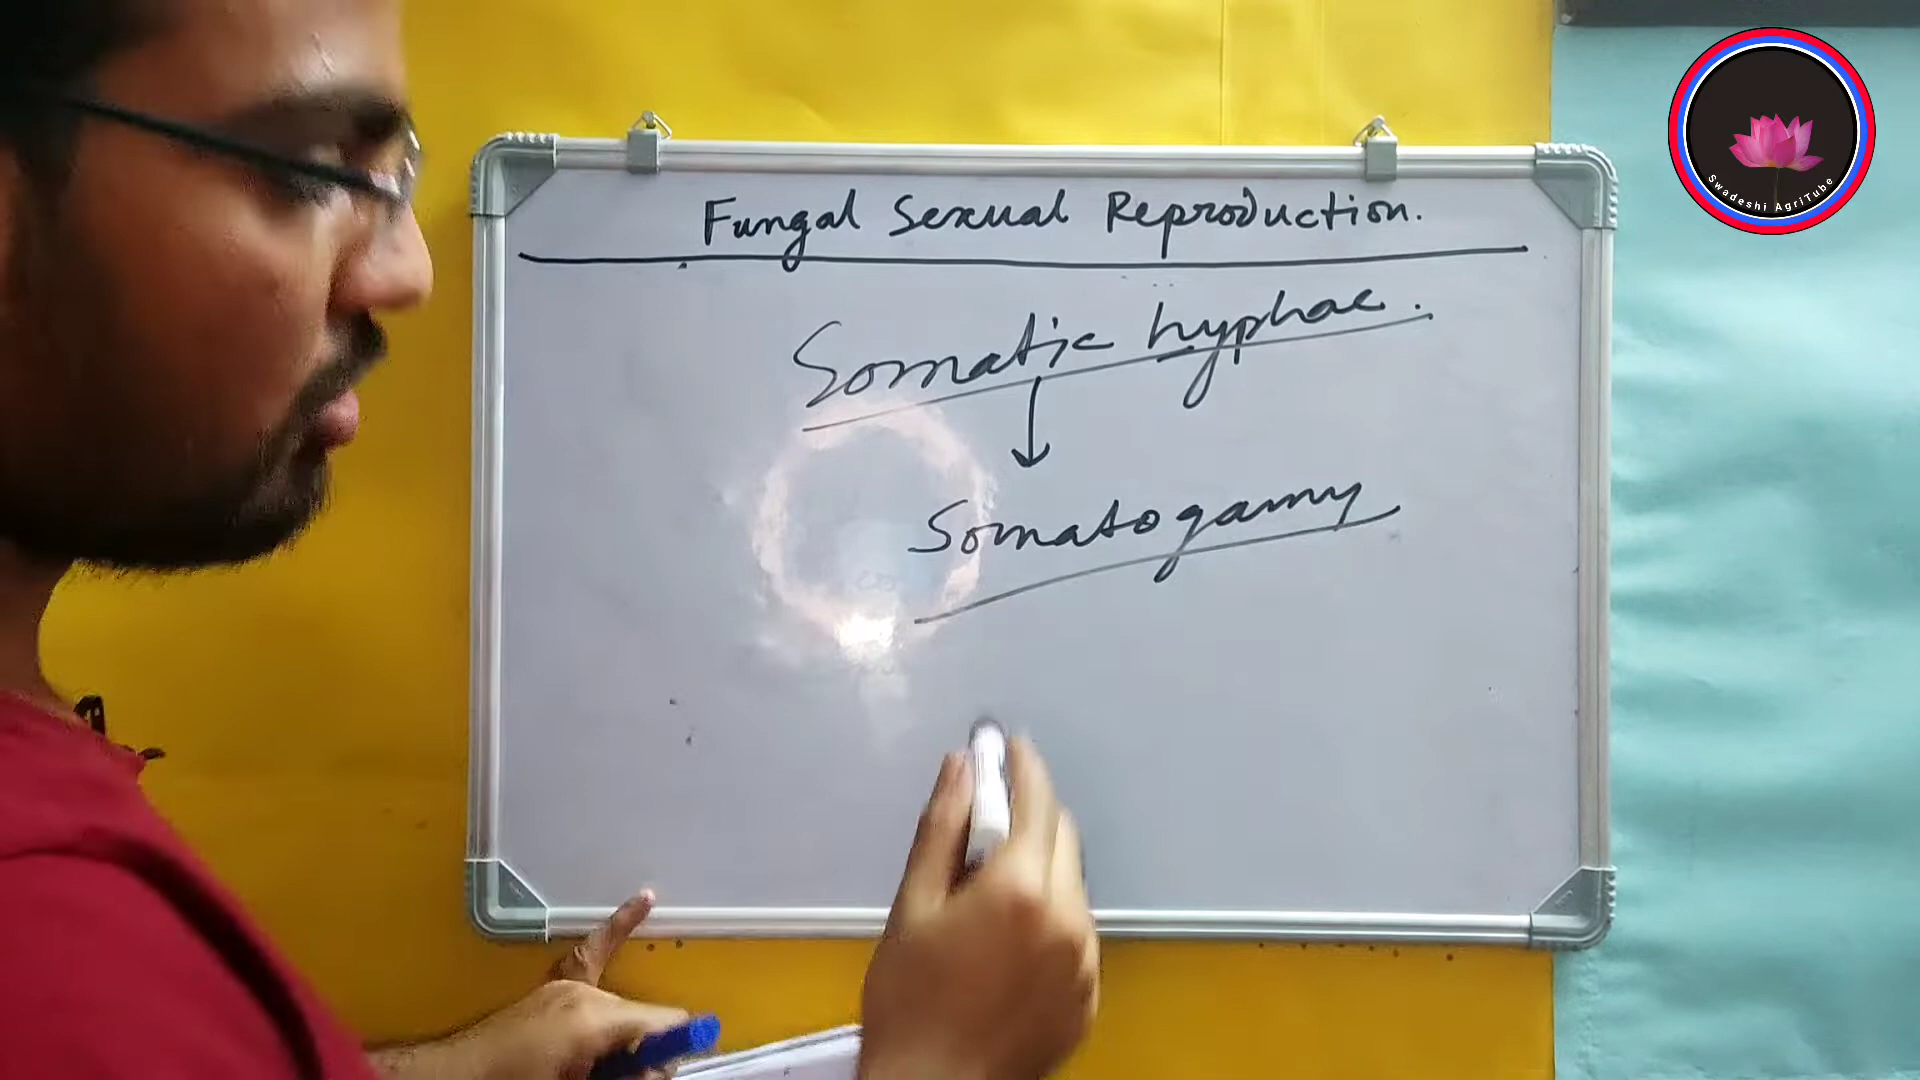 Fungal Sexual Reproduction.
Somatic hyphae.
Somatogamy
Swadeshi AgriTube